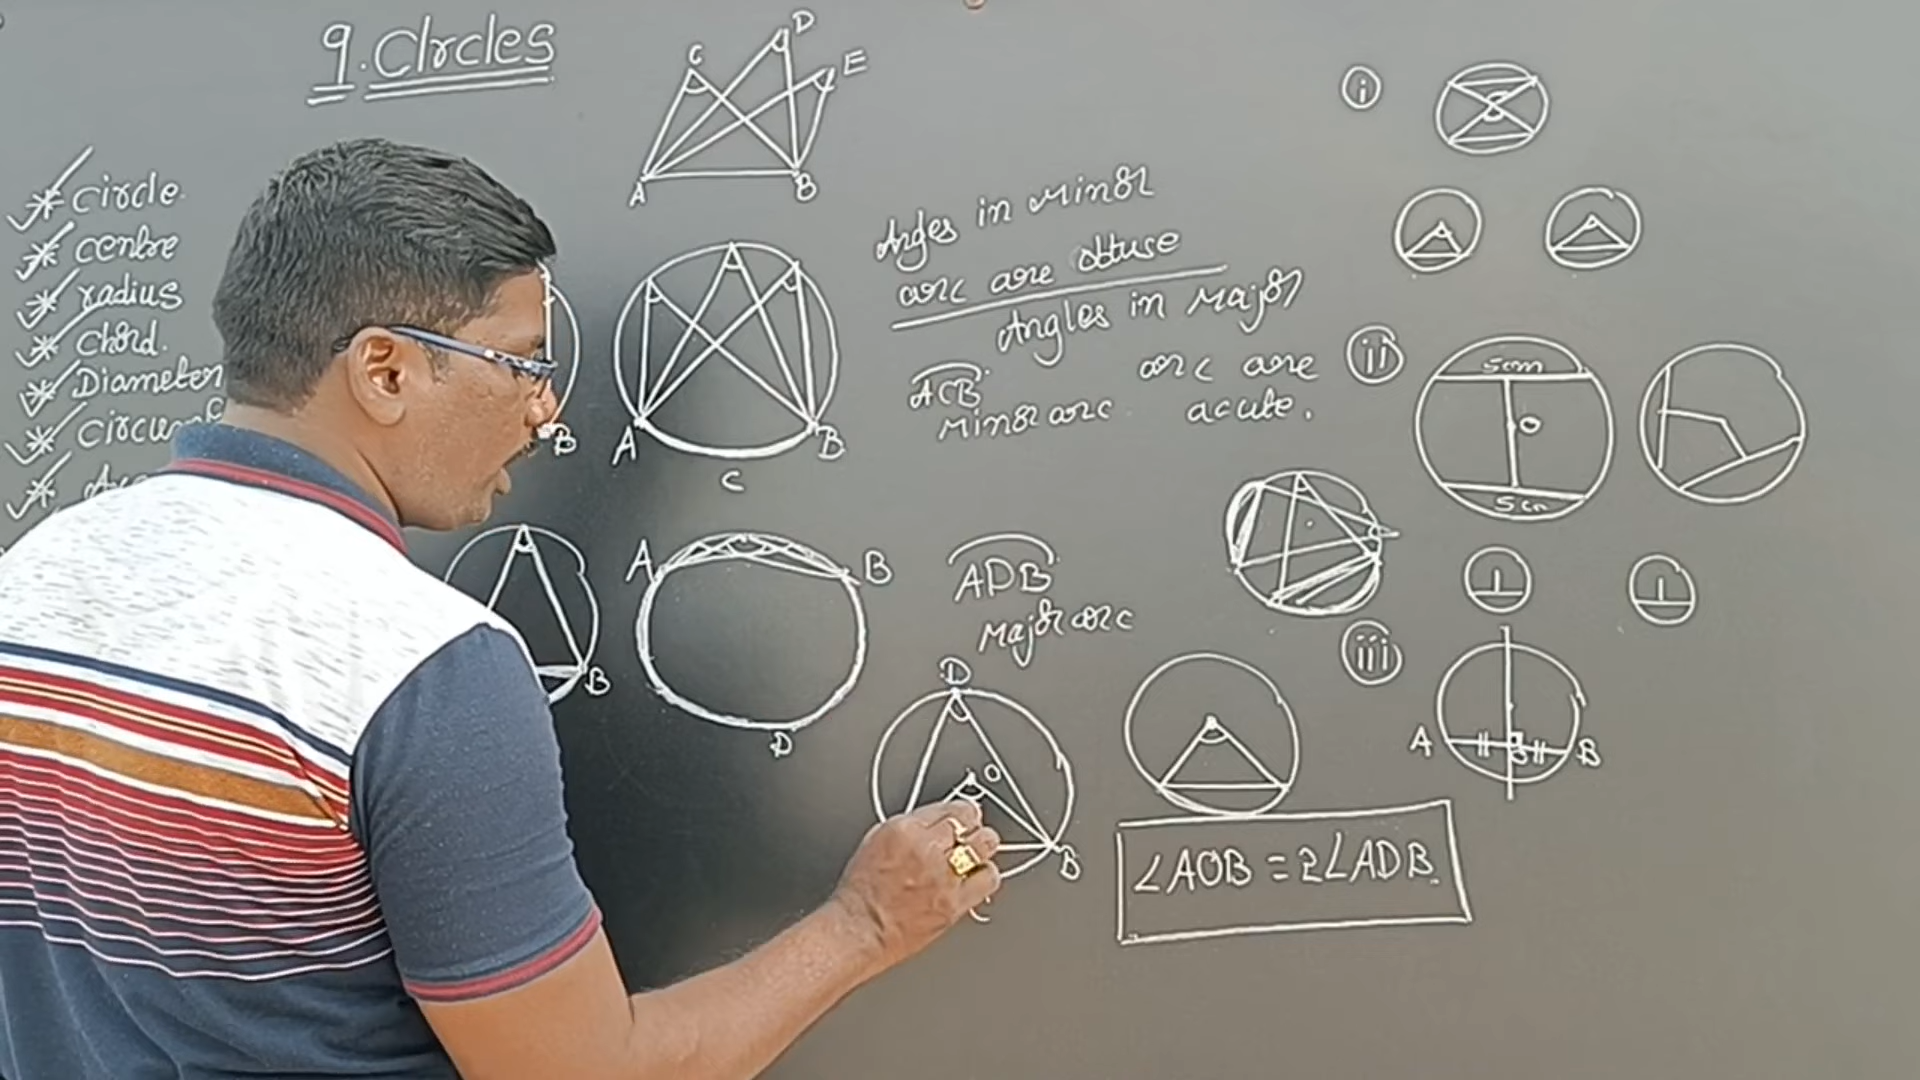 9. Circles
* Circle.
* Centre
* radius
* Chord.
* Diameter
C
D
E
A
B
Angles in Minor
arc are obtuse
Angles in Major
arc are
acute.
ACB
Minor arc
B
A
B
C
B
A
B
D
ADB
Major arc
D
O
B
C
∠AOB = 2∠ADB.
i
ii
5cm
O
5cm
iii
A
B